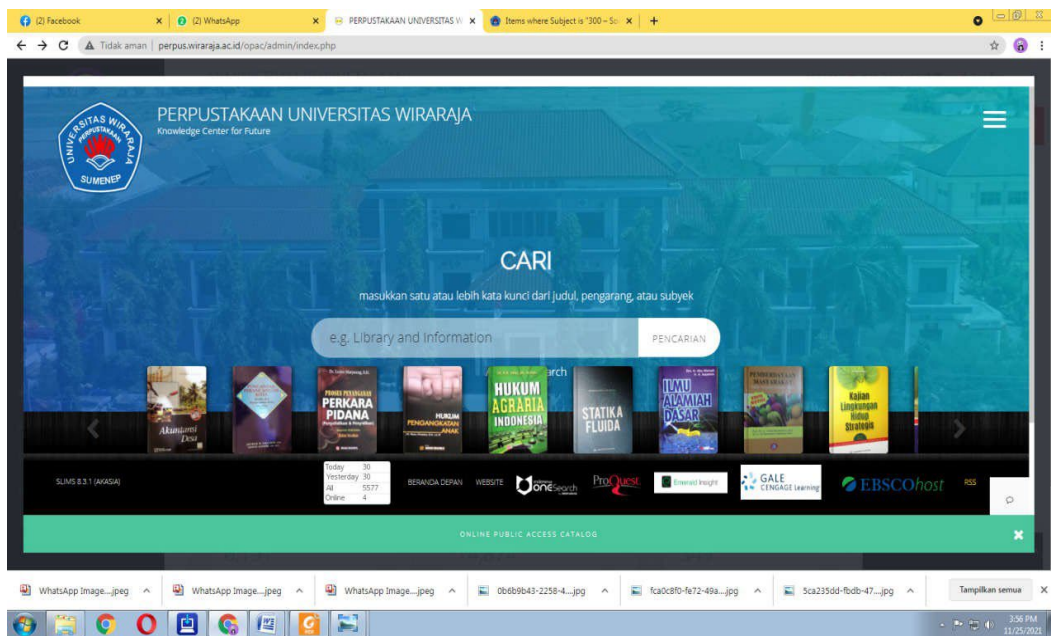 (2) Facebook
(2) WhatsApp
PERPUSTAKAAN UNIVERSITAS W
Items where Subject is "300 – So
Tidak aman
perpus.wiraraja.ac.id/opac/admin/index.php
UNIVERSITAS WIRARAJA
PERPUSTAKAAN
SUMENEP
PERPUSTAKAAN UNIVERSITAS WIRARAJA
Knowledge Center for Future
CARI
masukkan satu atau lebih kata kunci dari judul, pengarang, atau subyek
e.g. Library and Information
PENCARIAN
Akuntansi
Desa
PROSES PENANGANAN
PERKARA
PIDANA
HUKUM
PENGANGKATAN
ANAK
HUKUM
AGRARIA
INDONESIA
STATIKA
FLUIDA
ILMU
ALAMIAH
DASAR
PEMBERDAYAAN
MASYARAKAT
Kajian
Lingkungan
Hidup
Strategis
SLIMS 8.3.1 (AKASIA)
Today 30
Yesterday 30
All 5577
Online 4
BERANDA DEPAN
WEBSITE
OneSearch
ProQuest
Emerald Insight
GALE
CENGAGE Learning
EBSCOhost
RSS
ONLINE PUBLIC ACCESS CATALOG
WhatsApp Image....jpeg
WhatsApp Image....jpeg
WhatsApp Image....jpeg
0b6b9b43-2258-4....jpg
fca0c8f0-fe72-49a....jpg
5ca235dd-fbdb-47....jpg
Tampilkan semua
3:56 PM
11/25/2021